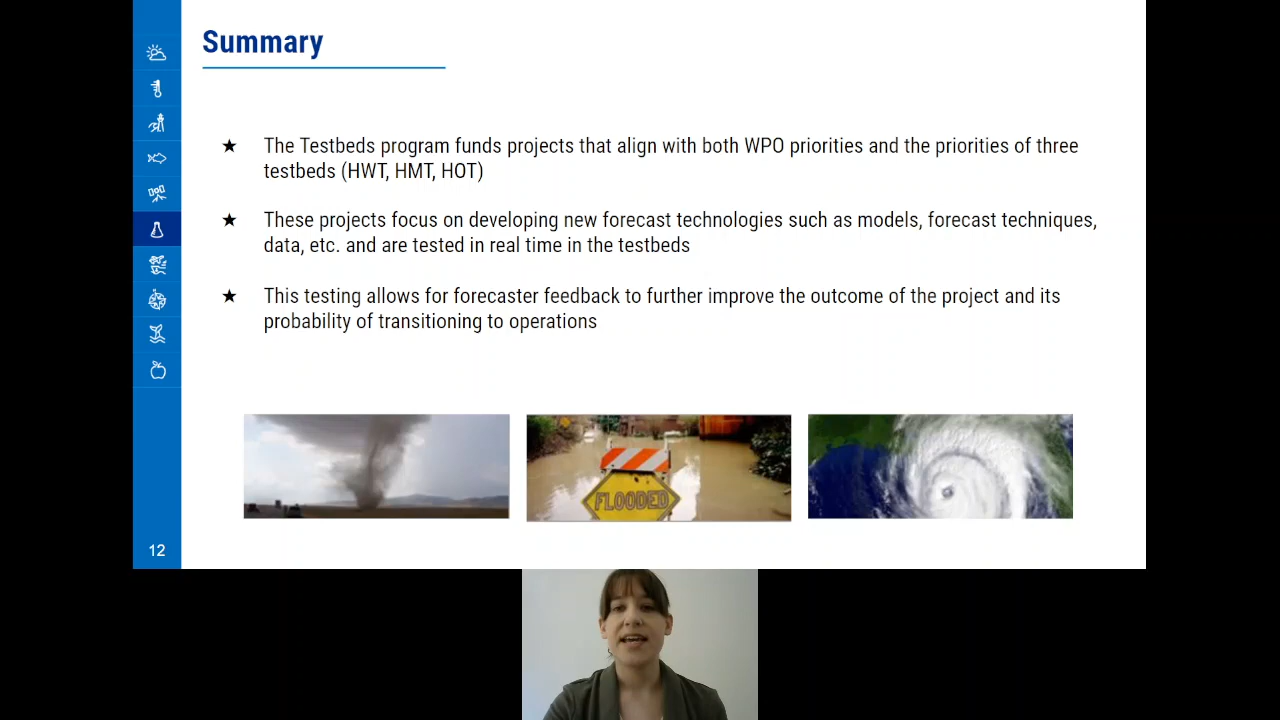 Summary
★ The Testbeds program funds projects that align with both WPO priorities and the priorities of three
testbeds (HWT, HMT, HOT)
★ These projects focus on developing new forecast technologies such as models, forecast techniques,
data, etc. and are tested in real time in the testbeds
★ This testing allows for forecaster feedback to further improve the outcome of the project and its
probability of transitioning to operations
FLOODED
12